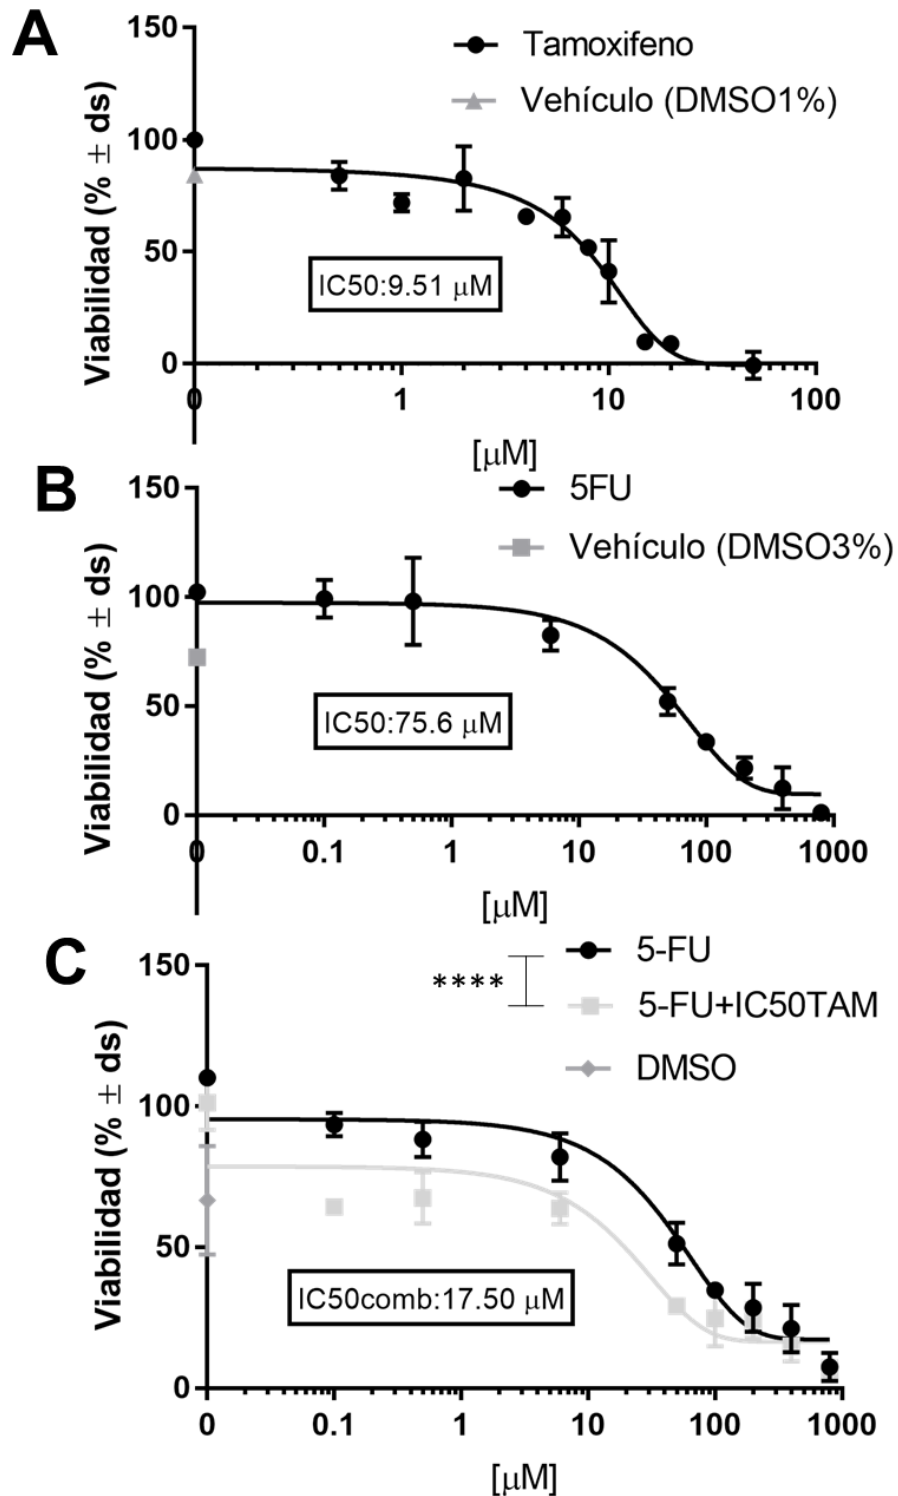 A
Viabilidad (% ± ds)
150
100
50
0
Tamoxifeno
Vehículo (DMSO1%)
IC50:9.51 μM
0 1 10 100
[μM]
B
Viabilidad (% ± ds)
150
100
50
0
5FU
Vehículo (DMSO3%)
IC50:75.6 μM
0 0.1 1 10 100 1000
[μM]
C
Viabilidad (% ± ds)
150
100
50
0
****
5-FU
5-FU+IC50TAM
DMSO
IC50comb:17.50 μM
0 0.1 1 10 100 1000
[μM]